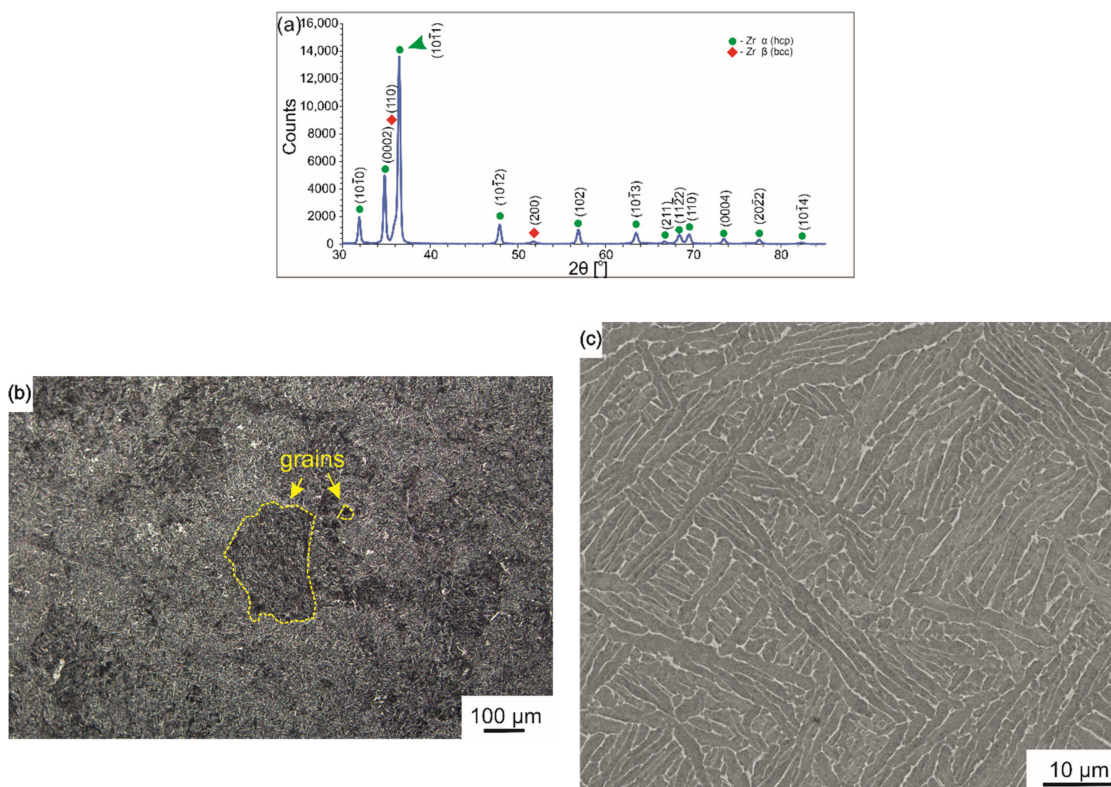 (a)
16,000
14,000
12,000
10,000
8000
6000
4000
2000
0
Counts
30
40
50
60
70
80
2θ [°]
- Zr α (hcp)
- Zr β (bcc)
(101̄0)
(0002)
(110)
(101̄1)
(101̄2)
(200)
(102)
(101̄3)
(211)
(112̄2)
(110)
(0004)
(202̄2)
(101̄4)
(b)
grains
100 µm
(c)
10 µm